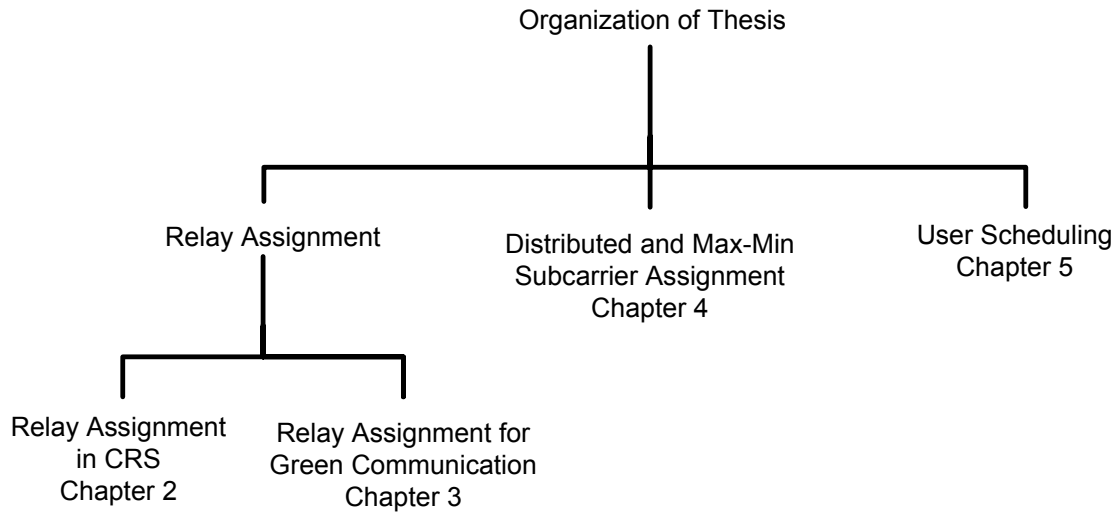 Organization of Thesis
Relay Assignment
Distributed and Max-Min
Subcarrier Assignment
Chapter 4
User Scheduling
Chapter 5
Relay Assignment
in CRS
Chapter 2
Relay Assignment for
Green Communication
Chapter 3